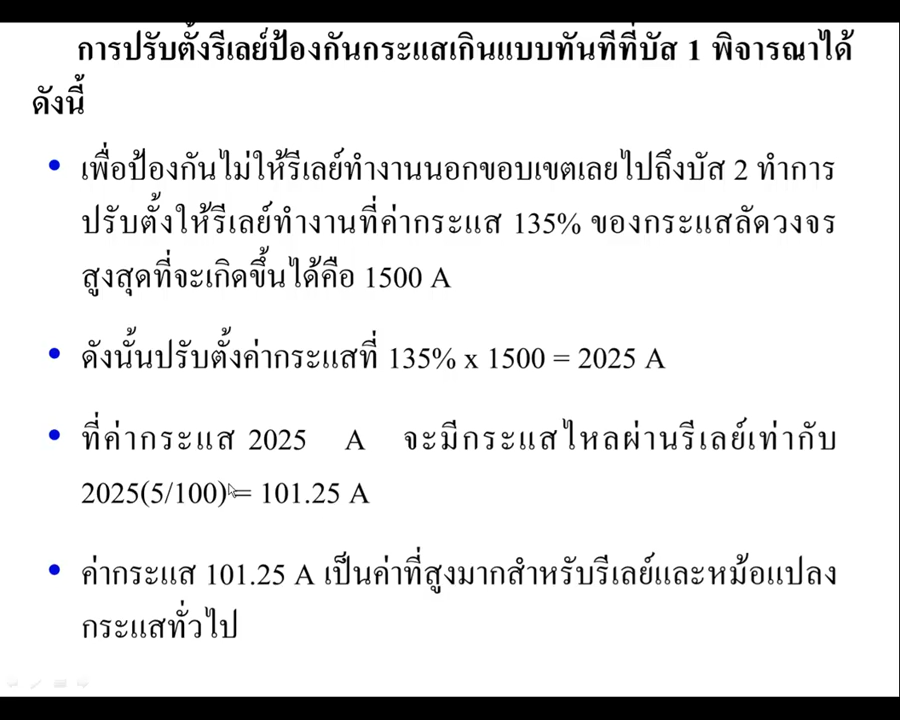 การปรับตั้งรีเลย์ป้องกันกระแสเกินแบบทันทีที่บัส 1 พิจารณาได้
ดังนี้
• เพื่อป้องกันไม่ให้รีเลย์ทำงานนอกขอบเขตเลยไปถึงบัส 2 ทำการ
ปรับตั้งให้รีเลย์ทำงานที่ค่ากระแส 135% ของกระแสลัดวงจร
สูงสุดที่จะเกิดขึ้นได้คือ 1500 A
• ดังนั้นปรับตั้งค่ากระแสที่ 135% x 1500 = 2025 A
• ที่ค่ากระแส 2025 A จะมีกระแสไหลผ่านรีเลย์เท่ากับ
2025(5/100)= 101.25 A
• ค่ากระแส 101.25 A เป็นค่าที่สูงมากสำหรับรีเลย์และหม้อแปลง
กระแสทั่วไป